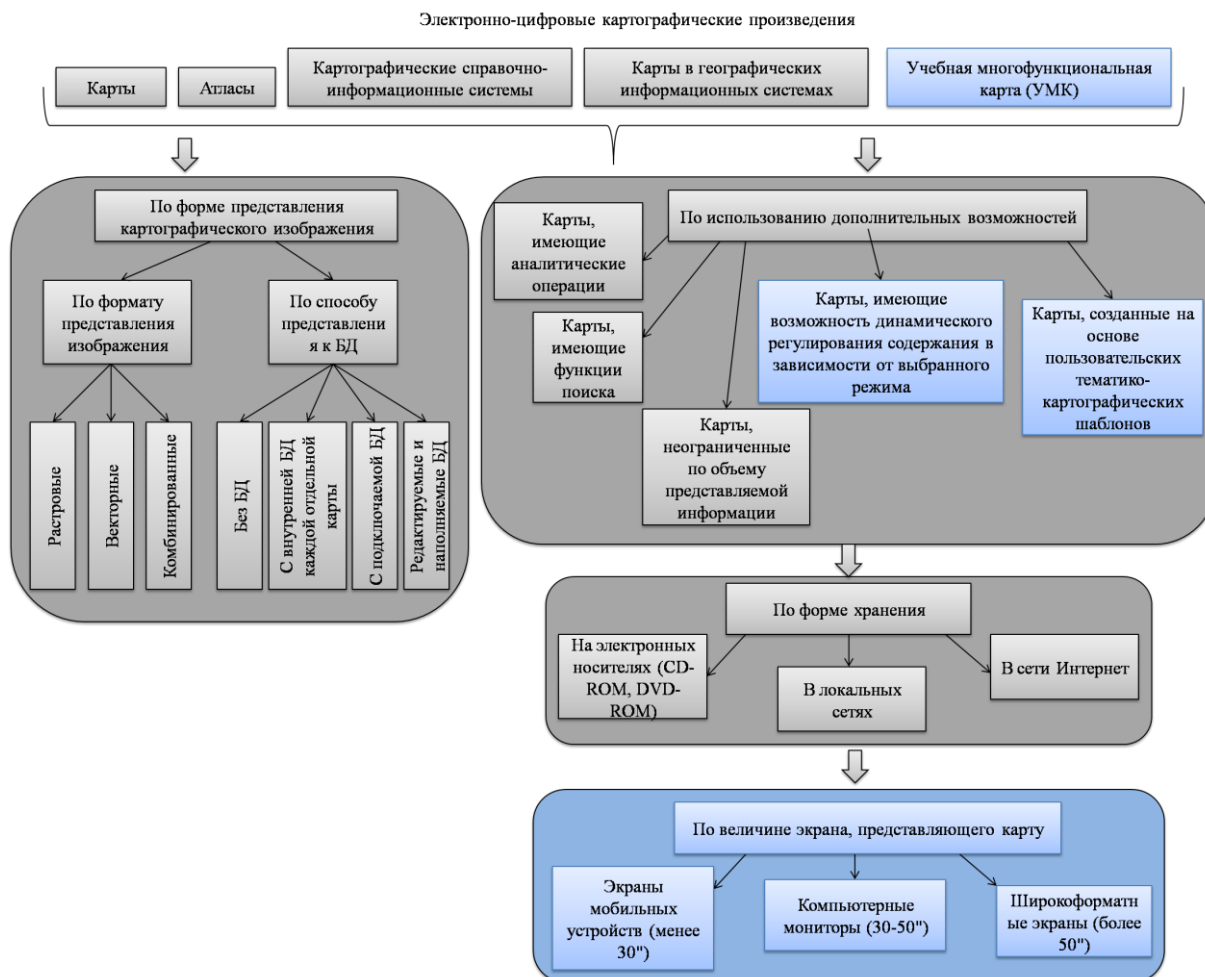 Электронно-цифровые картографические произведения
Карты
Атласы
Картографические справочно-
информационные системы
Карты в географических
информационных системах
Учебная многофункциональная
карта (УМК)
По форме представления
картографического изображения
По формату
представления
изображения
По способу
представлени
я к БД
Растровые
Векторные
Комбинированные
Без БД
С внутренней БД
каждой отдельной
карты
С подключаемой БД
Редактируемые и
наполняемые БД
По использованию дополнительных возможностей
Карты,
имеющие
аналитические
операции
Карты,
имеющие
функции
поиска
Карты,
неограниченные
по объему
представляемой
информации
Карты, имеющие
возможность динамического
регулирования содержания в
зависимости от выбранного
режима
Карты, созданные на
основе
пользовательских
тематико-
картографических
шаблонов
По форме хранения
На электронных
носителях (CD-
ROM, DVD-
ROM)
В локальных
сетях
В сети Интернет
По величине экрана, представляющего карту
Экраны
мобильных
устройств (менее
30")
Компьютерные
мониторы (30-50")
Широкоформатн
ые экраны (более
50")